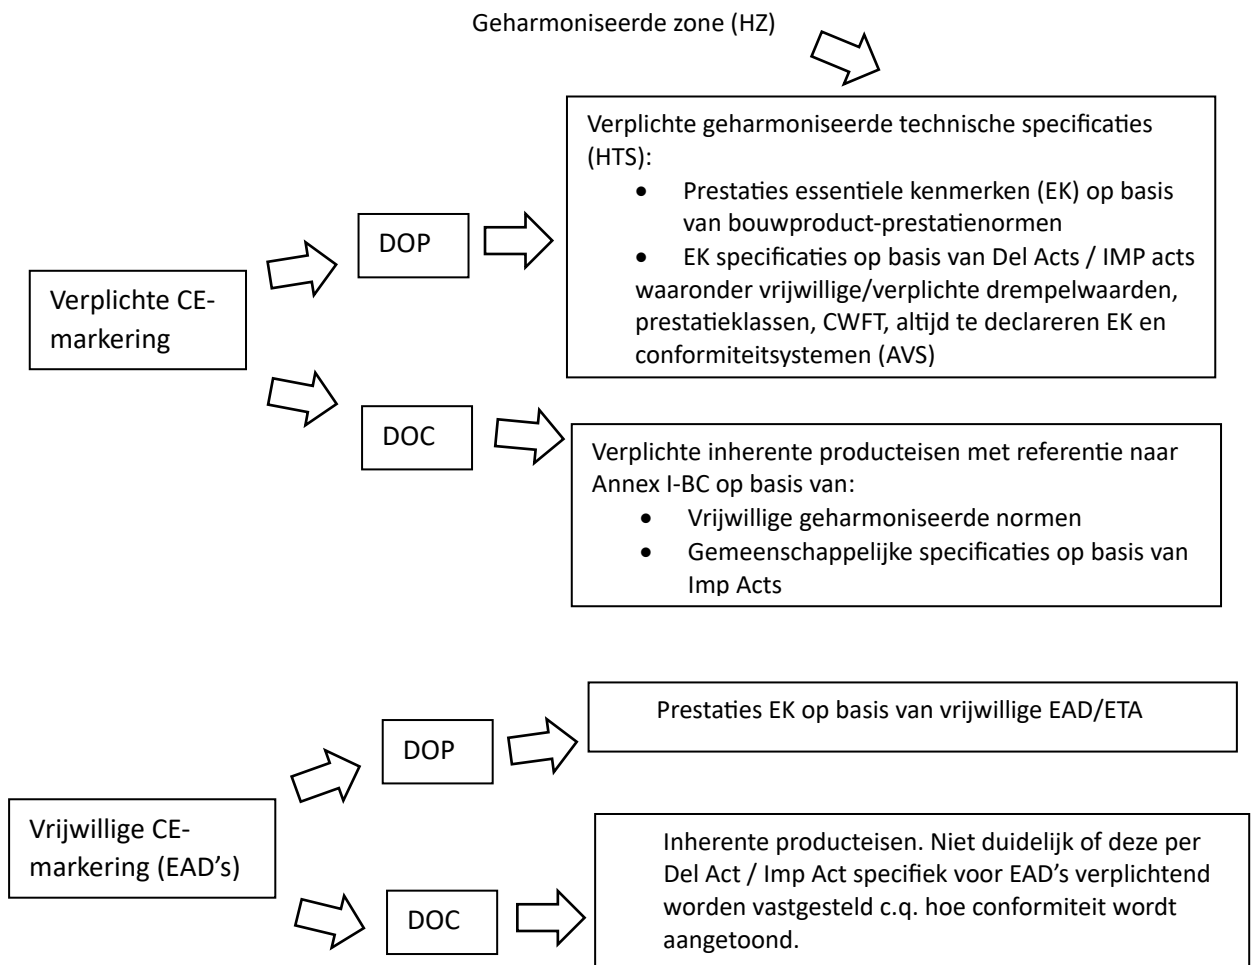 Geharmoniseerde zone (HZ)
Verplichte geharmoniseerde technische specificaties
(HTS):
• Prestaties essentiele kenmerken (EK) op basis
van bouwproduct-prestatienormen
• EK specificaties op basis van Del Acts / IMP acts
waaronder vrijwillige/verplichte drempelwaarden,
prestatieklassen, CWFT, altijd te declareren EK en
conformiteitsystemen (AVS)
DOP
Verplichte CE-
markering
DOC
Verplichte inherente producteisen met referentie naar
Annex I-BC op basis van:
• Vrijwillige geharmoniseerde normen
• Gemeenschappelijke specificaties op basis van
Imp Acts
Prestaties EK op basis van vrijwillige EAD/ETA
DOP
Vrijwillige CE-
markering (EAD’s)
Inherente producteisen. Niet duidelijk of deze per
Del Act / Imp Act specifiek voor EAD’s verplichtend
worden vastgesteld c.q. hoe conformiteit wordt
aangetoond.
DOC